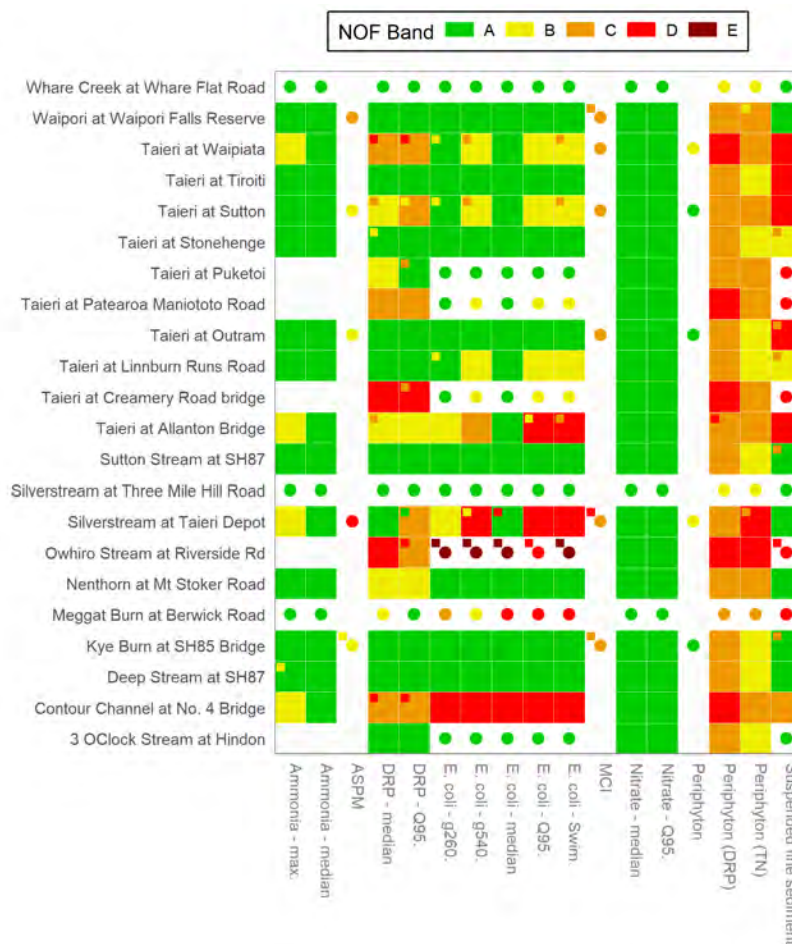 NOF Band A B C D E
Whare Creek at Whare Flat Road
Waipori at Waipori Falls Reserve
Taieri at Waipiata
Taieri at Tiroiti
Taieri at Sutton
Taieri at Stonehenge
Taieri at Puketoi
Taieri at Patearoa Maniototo Road
Taieri at Outram
Taieri at Linnburn Runs Road
Taieri at Creamery Road bridge
Taieri at Allanton Bridge
Sutton Stream at SH87
Silverstream at Three Mile Hill Road
Silverstream at Taieri Depot
Owhiro Stream at Riverside Rd
Nenthorn at Mt Stoker Road
Meggat Burn at Berwick Road
Kye Burn at SH85 Bridge
Deep Stream at SH87
Contour Channel at No. 4 Bridge
3 OClock Stream at Hindon
Ammonia - max.
Ammonia - median
ASPM
DRP - median
DRP - Q95.
E. coli - g260.
E. coli - g540.
E. coli - median
E. coli - Q95.
E. coli - Swim.
MCI
Nitrate - median
Nitrate - Q95.
Periphyton
Periphyton (DRP)
Periphyton (TN)
Suspended fine sediment